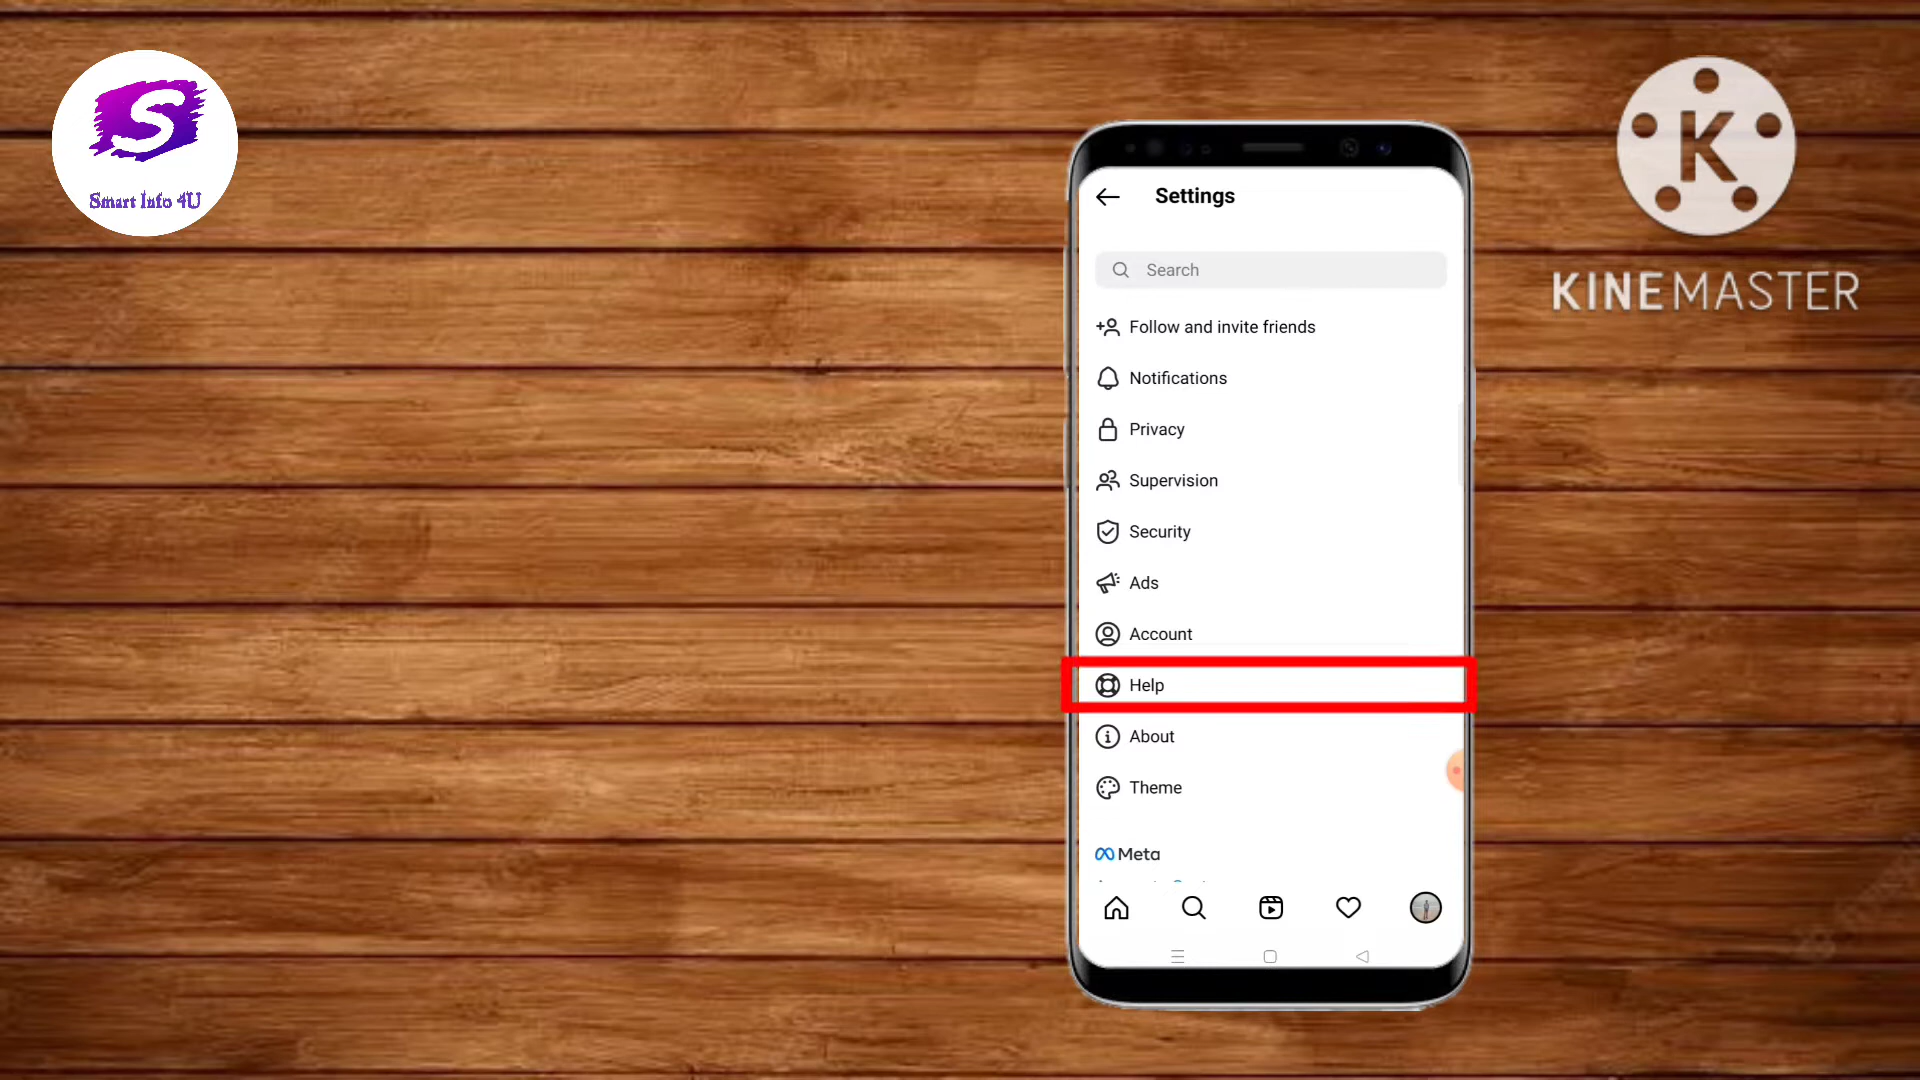 Smart Info 4U
K
KINEMASTER
Settings
Search
Follow and invite friends
Notifications
Privacy
Supervision
Security
Ads
Account
Help
About
Theme
Meta